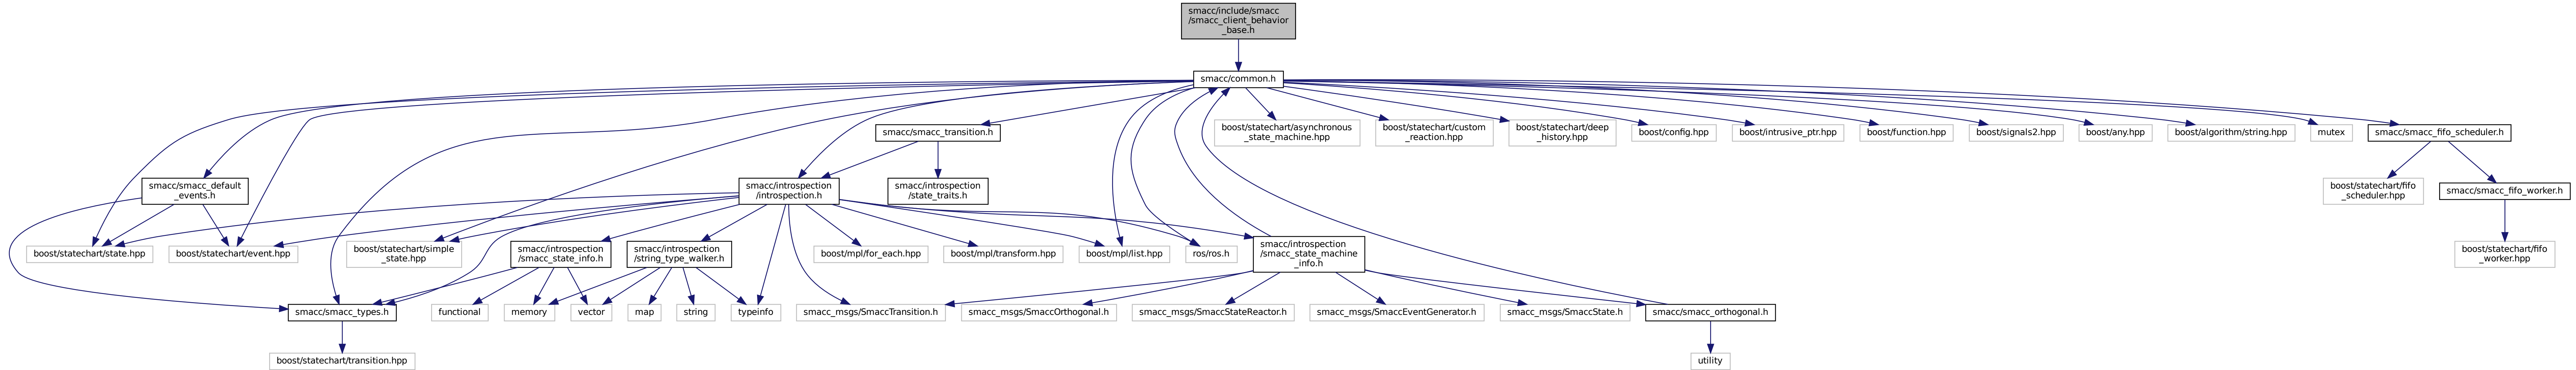 smacc/include/smacc
/smacc_client_behavior
_base.h
smacc/common.h
smacc/smacc_transition.h
boost/statechart/asynchronous
_state_machine.hpp
boost/statechart/custom
_reaction.hpp
boost/statechart/deep
_history.hpp
boost/config.hpp
boost/intrusive_ptr.hpp
boost/function.hpp
boost/signals2.hpp
boost/any.hpp
boost/algorithm/string.hpp
mutex
smacc/smacc_fifo_scheduler.h
smacc/smacc_default
_events.h
smacc/introspection
/introspection.h
smacc/introspection
/state_traits.h
boost/statechart/fifo
_scheduler.hpp
smacc/smacc_fifo_worker.h
boost/statechart/state.hpp
boost/statechart/event.hpp
boost/statechart/simple
_state.hpp
smacc/introspection
/smacc_state_info.h
smacc/introspection
/string_type_walker.h
boost/mpl/for_each.hpp
boost/mpl/transform.hpp
boost/mpl/list.hpp
ros/ros.h
smacc/introspection
/smacc_state_machine
_info.h
boost/statechart/fifo
_worker.hpp
smacc/smacc_types.h
functional
memory
vector
map
string
typeinfo
smacc_msgs/SmaccTransition.h
smacc_msgs/SmaccOrthogonal.h
smacc_msgs/SmaccStateReactor.h
smacc_msgs/SmaccEventGenerator.h
smacc_msgs/SmaccState.h
smacc/smacc_orthogonal.h
boost/statechart/transition.hpp
utility